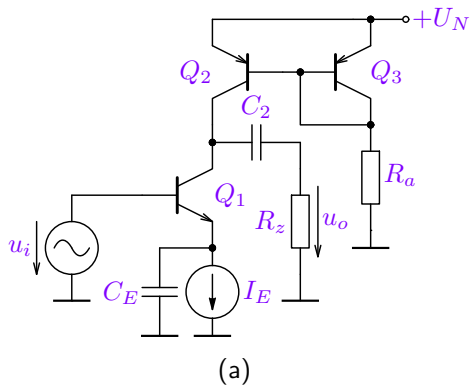 +U_N
Q_2
Q_3
C_2
R_a
Q_1
R_z
u_o
u_i
C_E
I_E
(a)